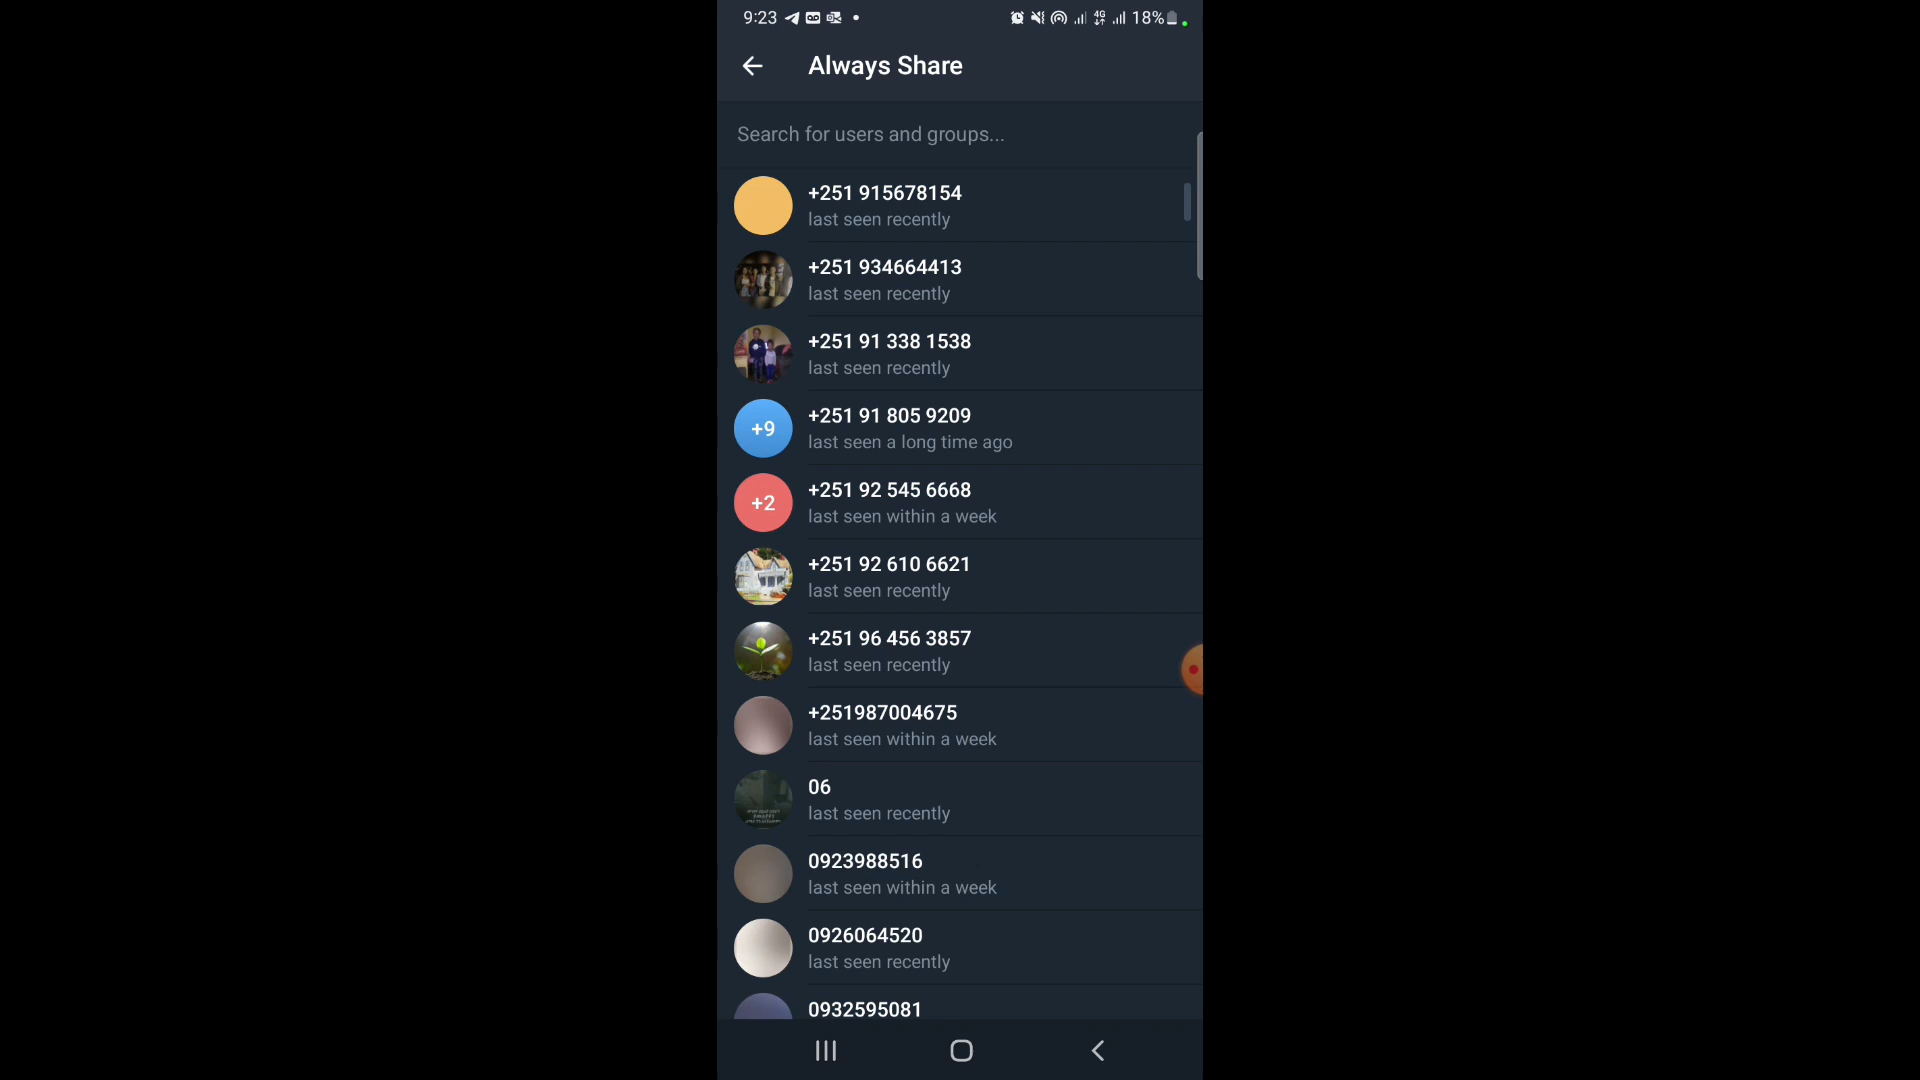 9:23
4G
18%
Always Share
Search for users and groups...
+251 915678154
last seen recently
+251 934664413
last seen recently
+251 91 338 1538
last seen recently
+9
+251 91 805 9209
last seen a long time ago
+2
+251 92 545 6668
last seen within a week
+251 92 610 6621
last seen recently
+251 96 456 3857
last seen recently
+251987004675
last seen within a week
06
last seen recently
0923988516
last seen within a week
0926064520
last seen recently
0932595081